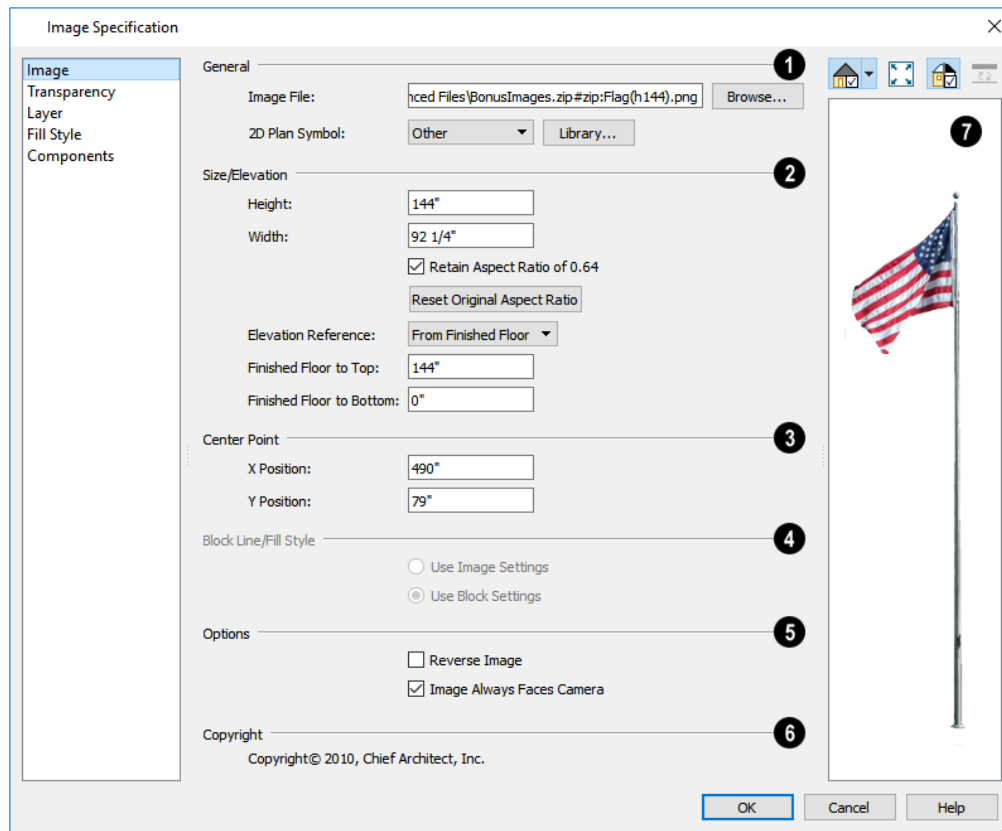 Image Specification
Image
Transparency
Layer
Fill Style
Components
General
1
Image File:
nced Files\BonusImages.zip#zip:Flag(h144).png
Browse...
2D Plan Symbol:
Other
Library...
Size/Elevation
2
Height:
144"
Width:
92 1/4"
Retain Aspect Ratio of 0.64
Reset Original Aspect Ratio
Elevation Reference:
From Finished Floor
Finished Floor to Top:
144"
Finished Floor to Bottom:
0"
Center Point
3
X Position:
490"
Y Position:
79"
Block Line/Fill Style
4
Use Image Settings
Use Block Settings
Options
5
Reverse Image
Image Always Faces Camera
Copyright
6
Copyright© 2010, Chief Architect, Inc.
7
OK
Cancel
Help